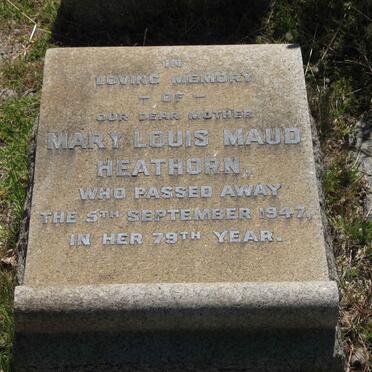 IN
LOVING MEMORY
— OF —
OUR DEAR MOTHER
MARY LOUIS MAUD
HEATHORN.,
WHO PASSED AWAY
THE 5TH SEPTEMBER 1947.
IN HER 79TH YEAR.